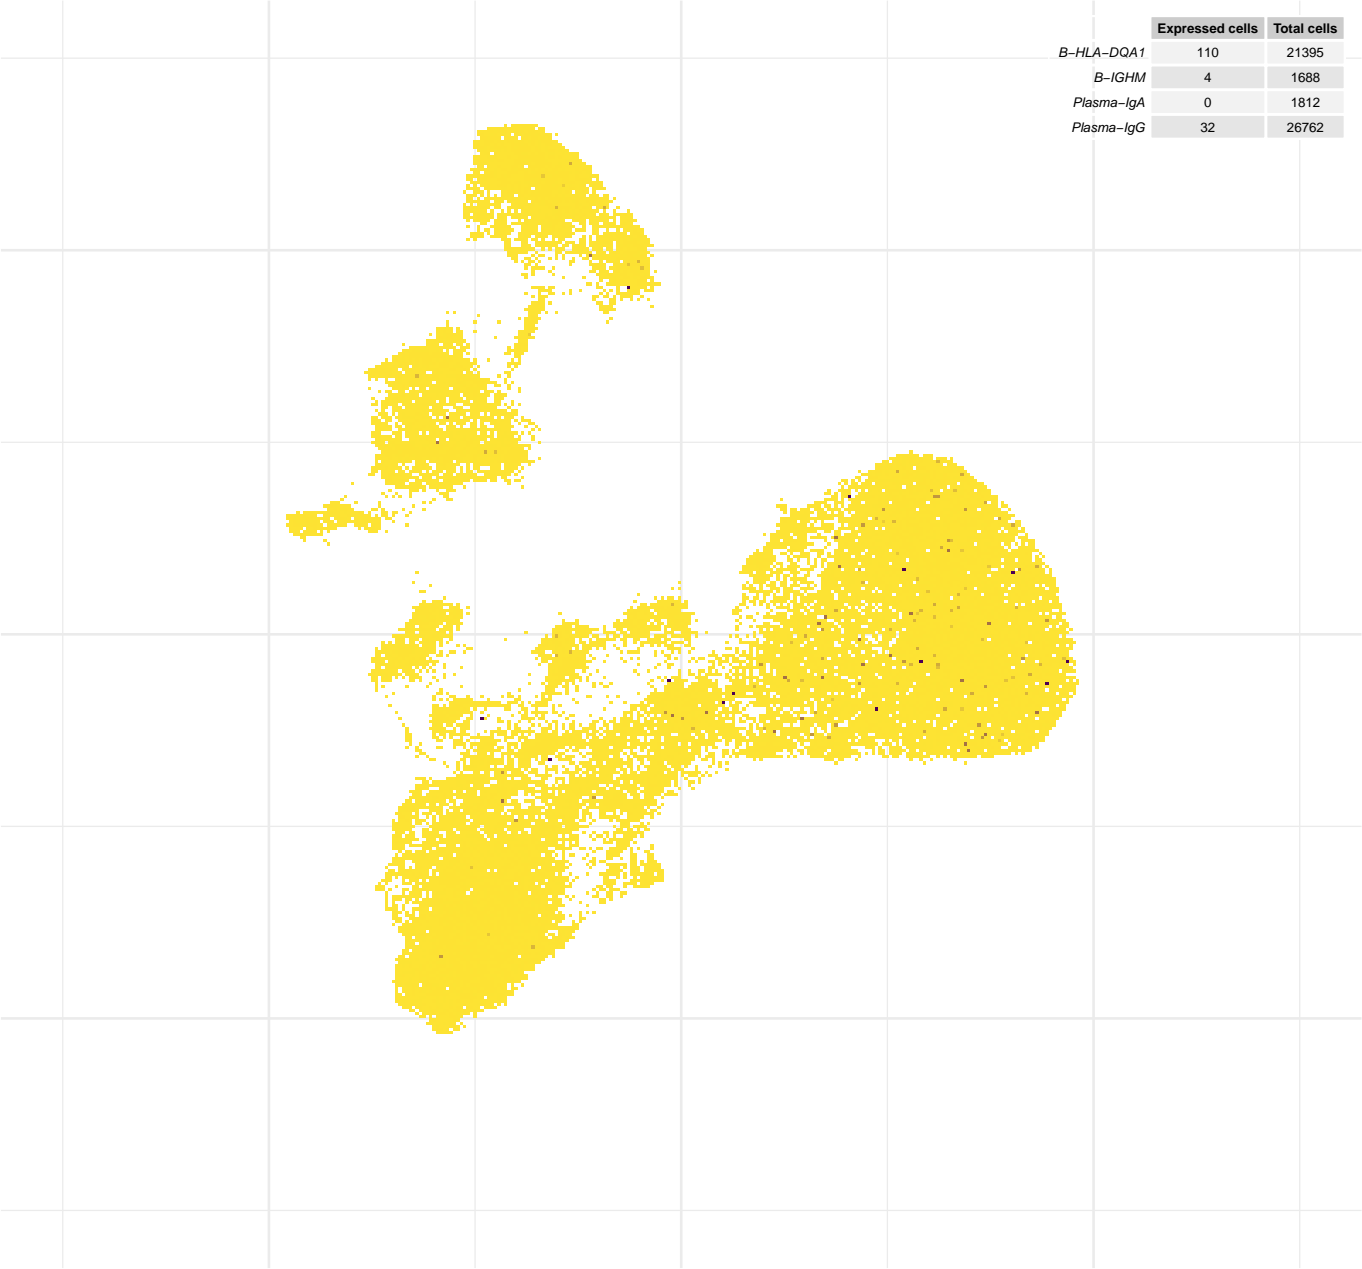 Expressed cells Total cells
B−HLA−DQA1 110 21395
B−IGHM 4 1688
Plasma−IgA 0 1812
Plasma−IgG 32 26762